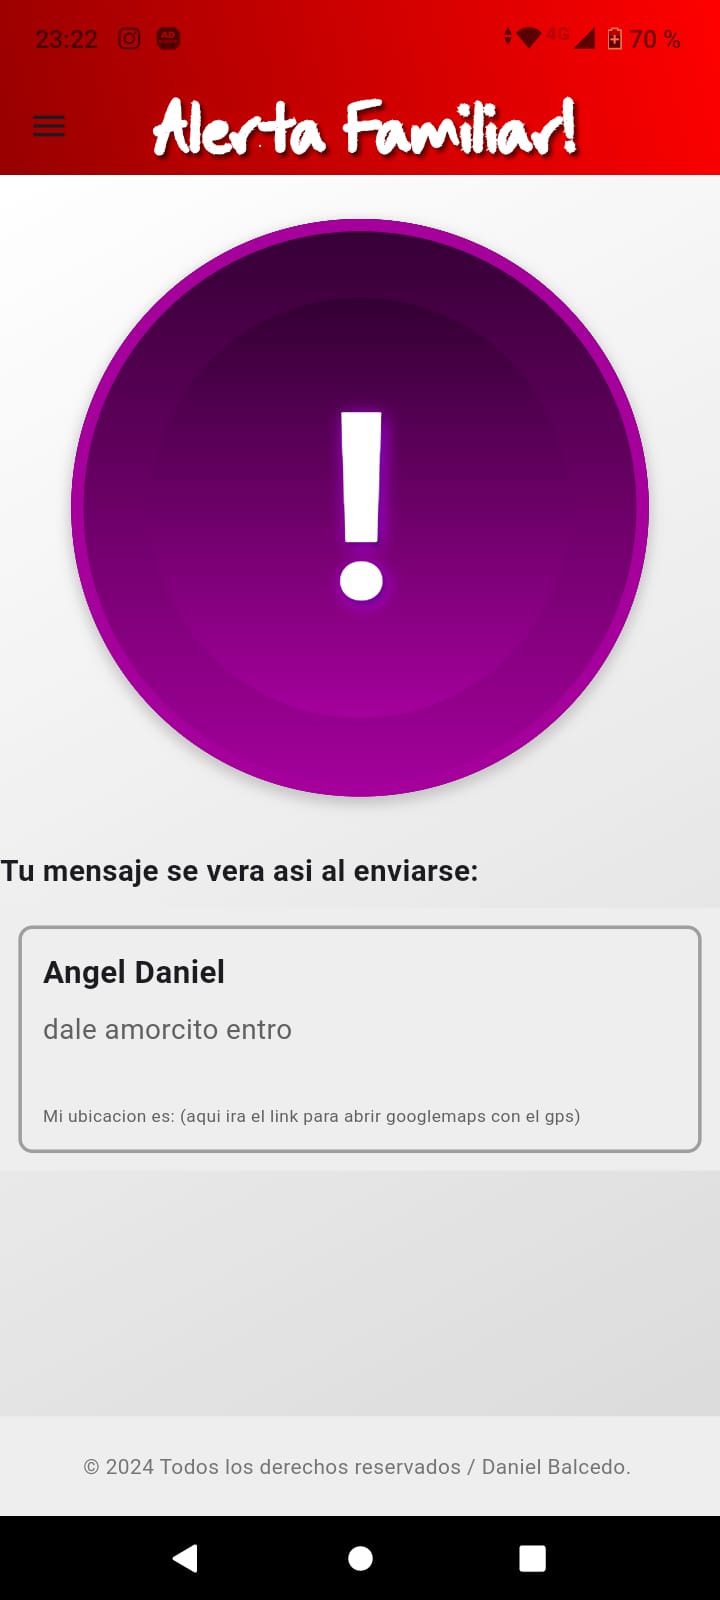 23:22 AD 4G 70 %
Alerta Familiar!
!
Tu mensaje se vera asi al enviarse:
Angel Daniel
dale amorcito entro
Mi ubicacion es: (aqui ira el link para abrir googlemaps con el gps)
© 2024 Todos los derechos reservados / Daniel Balcedo.